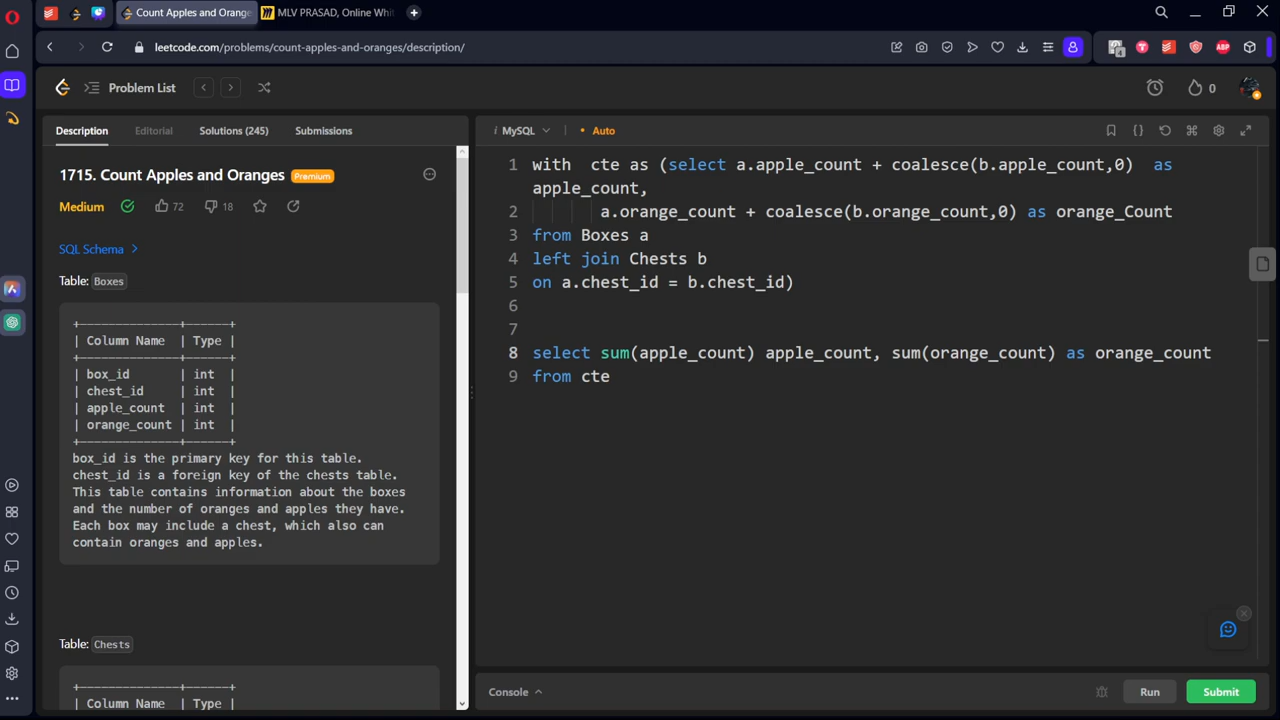 Count Apples and Orange
MLV PRASAD, Online Whit
leetcode.com/problems/count-apples-and-oranges/description/
4
ABP
Problem List
0
Description
Editorial
Solutions (245)
Submissions
i MySQL
• Auto
1715. Count Apples and Oranges
Premium
Medium
72
18
SQL Schema
Table: Boxes
+--------------+------+
| Column Name | Type |
+--------------+------+
| box_id | int |
| chest_id | int |
| apple_count | int |
| orange_count | int |
+--------------+------+
box_id is the primary key for this table.
chest_id is a foreign key of the chests table.
This table contains information about the boxes
and the number of oranges and apples they have.
Each box may include a chest, which also can
contain oranges and apples.
Table: Chests
+--------------+------+
| Column Name | Type |
1 with cte as (select a.apple_count + coalesce(b.apple_count,0) as
apple_count,
2 a.orange_count + coalesce(b.orange_count,0) as orange_Count
3 from Boxes a
4 left join Chests b
5 on a.chest_id = b.chest_id)
6
7
8 select sum(apple_count) apple_count, sum(orange_count) as orange_count
9 from cte
Console
Run
Submit